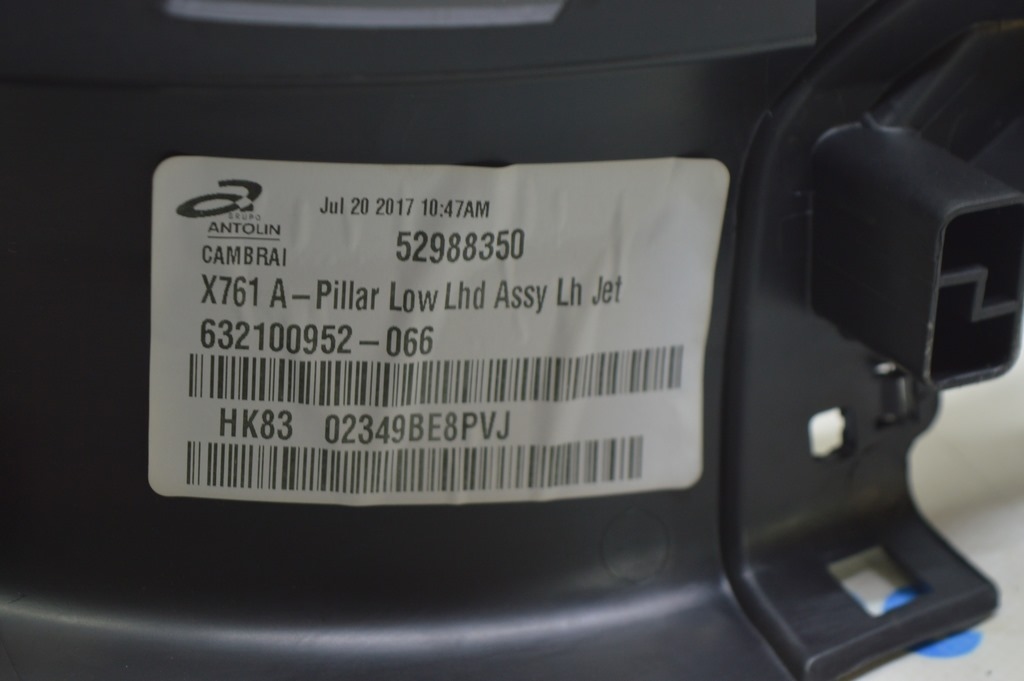 GRUPO
ANTOLIN
CAMBRAI
Jul 20 2017 10:47AM
52988350
X761 A-Pillar Low Lhd Assy Lh Jet
632100952-066
HK83 02349BE8PVJ